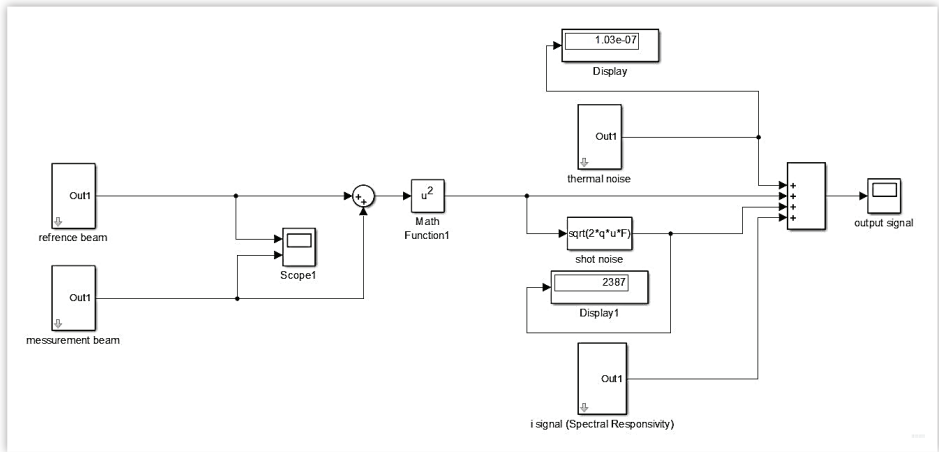 1.03e-07
Display
Out1
thermal noise
Out1
refrence beam
+
+
u2
Math
Function1
+
+
+
+
output signal
sqrt(2*q*u*F)
shot noise
Scope1
Out1
messurement beam
2387
Display1
Out1
i signal (Spectral Responsivity)